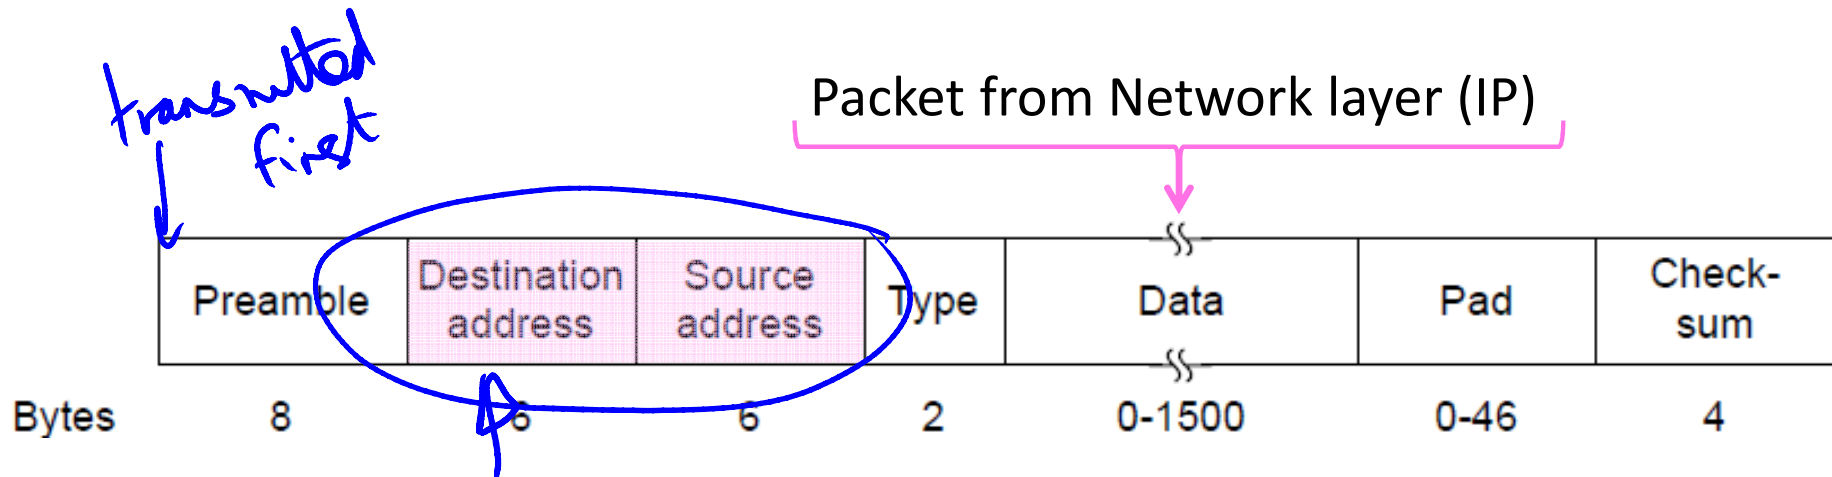 transmitted
first
Packet from Network layer (IP)
Preamble Destination address Source address Type Data Pad Check-sum
Bytes 8 6 6 2 0-1500 0-46 4